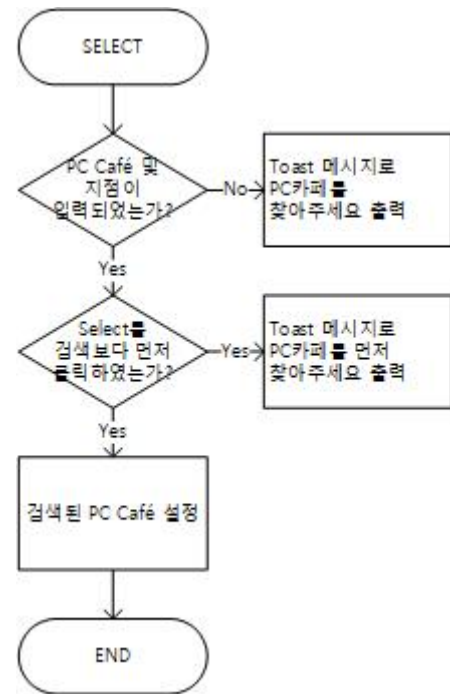 SELECT
PC Café 및
지점이
입력되었는가?
No
Toast 메시지로
PC카페를
찾아주세요 출력
Yes
Select를
검색보다 먼저
클릭하였는가?
Yes
Toast 메시지로
PC카페를 먼저
찾아주세요 출력
Yes
검색된 PC Café 설정
END